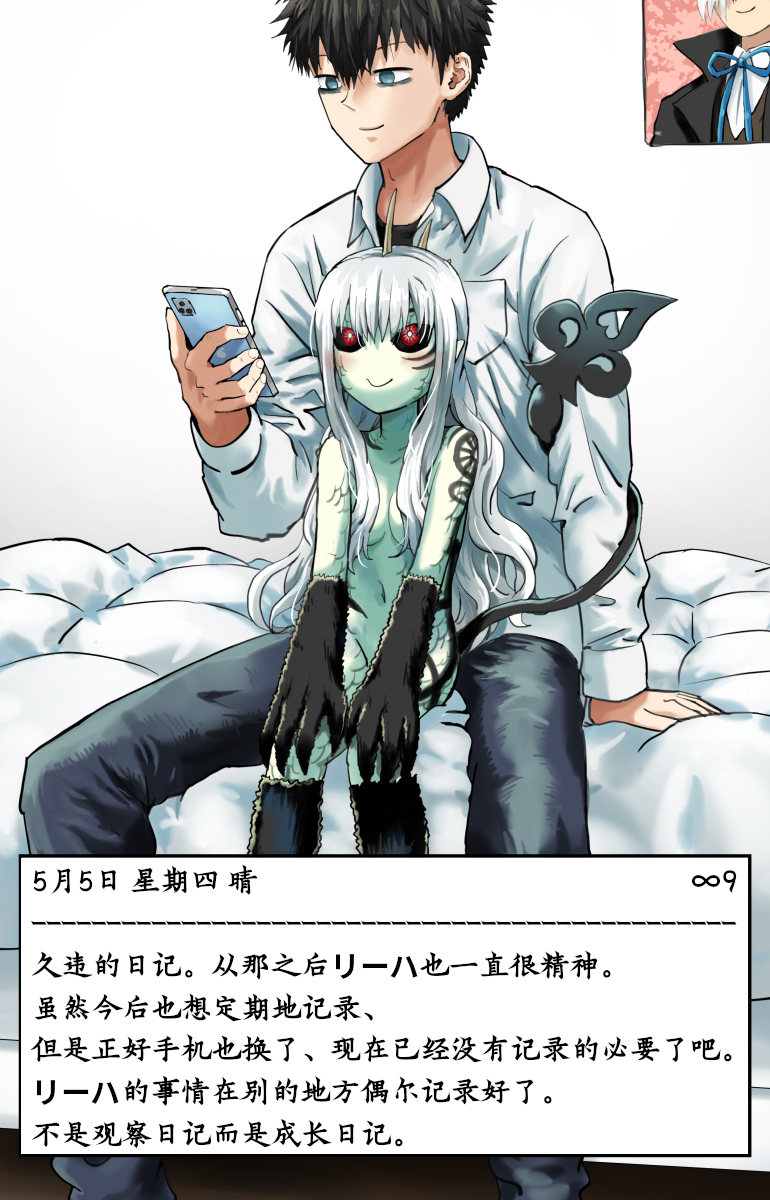 5月5日 星期四 晴 ∞9
久违的日记。从那之后リーハ也一直很精神。
虽然今后也想定期地记录、
但是正好手机也换了、现在已经没有记录的必要了吧。
リーハ的事情在别的地方偶尔记录好了。
不是观察日记而是成长日记。